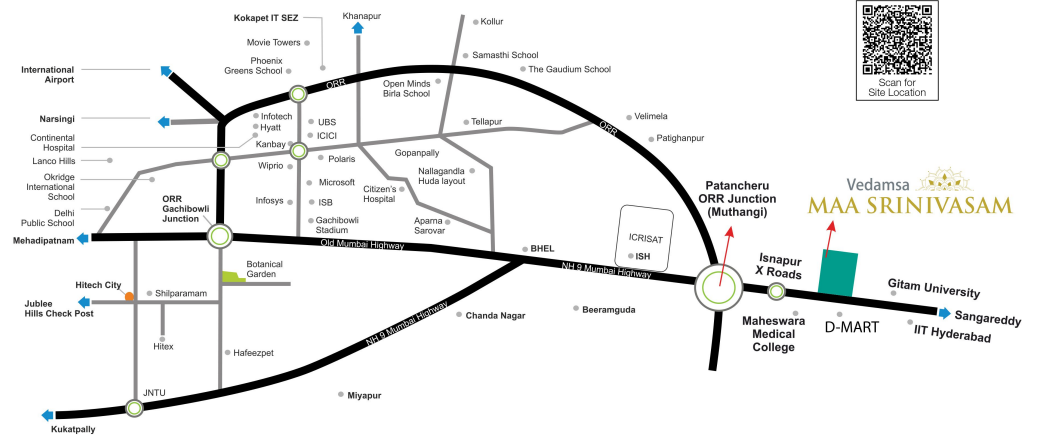 Kokapet IT SEZ
Khanapur
Kollur
Movie Towers
Samasthi School
Phoenix
Greens School
The Gaudium School
International
Airport
ORR
Open Minds
Birla School
Scan for
Site Location
Narsingi
Infotech
Hyatt
UBS
ICICI
Tellapur
ORR
Velimela
Patighanpur
Continental
Hospital
Kanbay
Lanco Hills
Wiprio
Polaris
Gopanpally
Nallagandla
Huda layout
Okridge
International
School
Microsoft
Citizen's
Hospital
Patancheru
ORR Junction
(Muthangi)
Vedamsa
MAA SRINIVASAM
ORR
Gachibowli
Junction
Infosys
ISB
Delhi
Public School
Gachibowli
Stadium
Aparna
Sarovar
Mehadipatnam
Old Mumbai Highway
BHEL
ICRISAT
ISH
NH 9 Mumbai Highway
Isnapur
X Roads
Botanical
Garden
Hitech City
Shilparamam
Gitam University
Jublee
Hills Check Post
NH 9 Mumbai Highway
Chanda Nagar
Beeramguda
Sangareddy
Maheswara
Medical
College
D-MART
IIT Hyderabad
Hitex
Hafeezpet
JNTU
Miyapur
Kukatpally